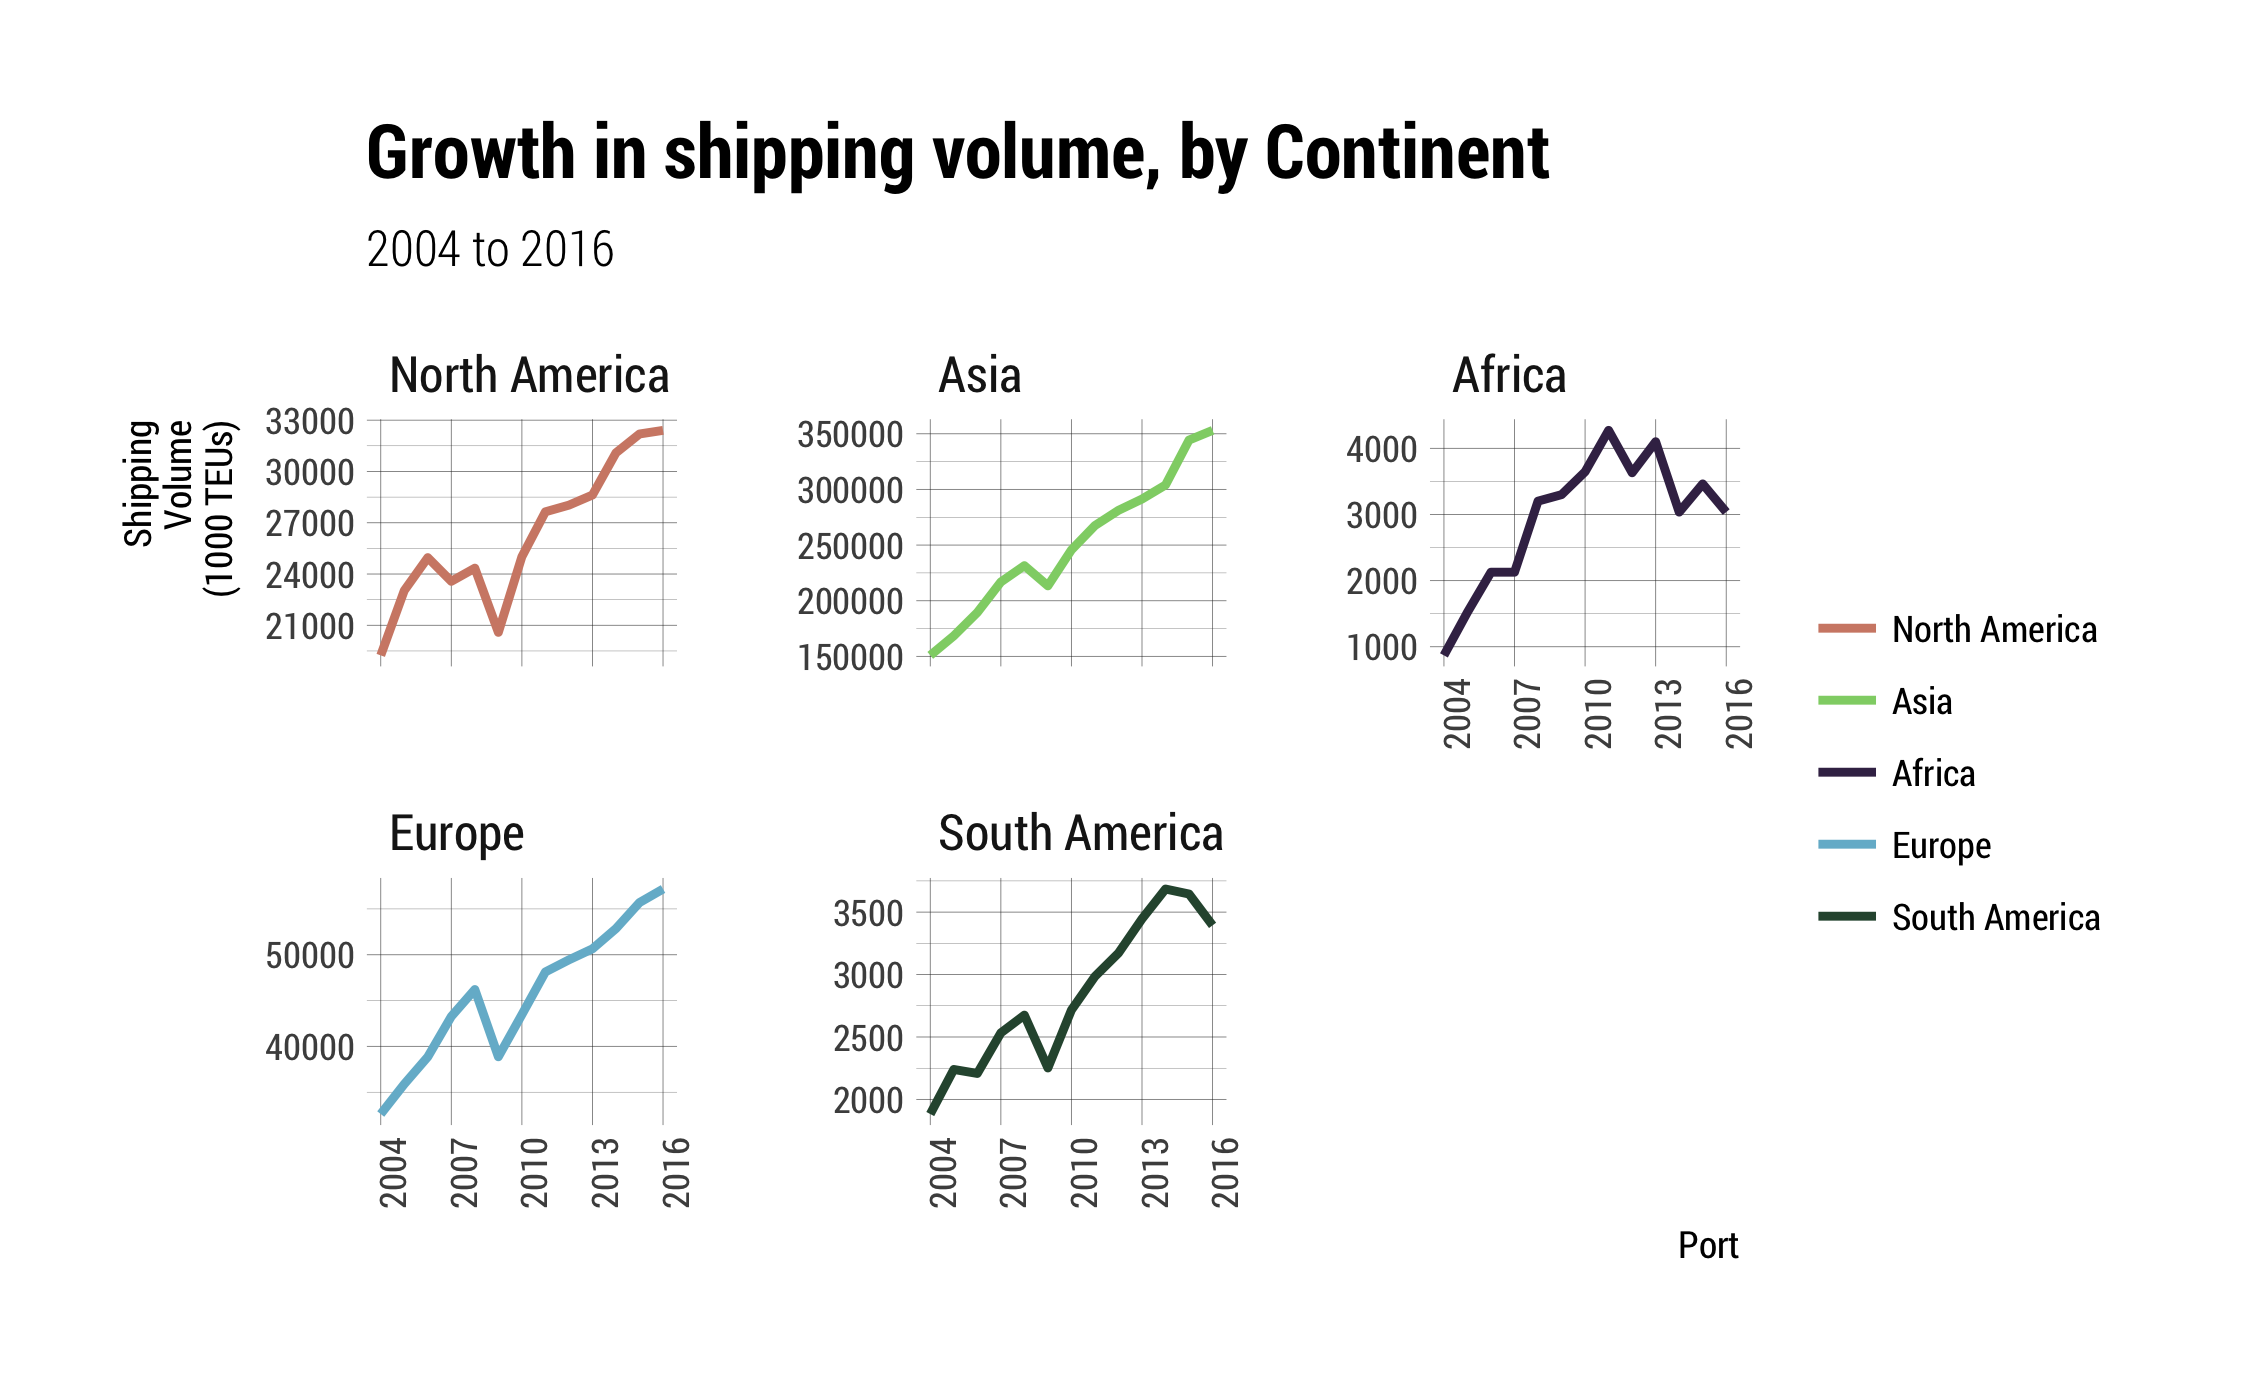 Growth in shipping volume, by Continent
2004 to 2016
Shipping
Volume
(1000 TEUs)
North America
33000
30000
27000
24000
21000
Asia
350000
300000
250000
200000
150000
Africa
4000
3000
2000
1000
2004 2007 2010 2013 2016
Europe
50000
40000
2004 2007 2010 2013 2016
South America
3500
3000
2500
2000
2004 2007 2010 2013 2016
North America
Asia
Africa
Europe
South America
Port